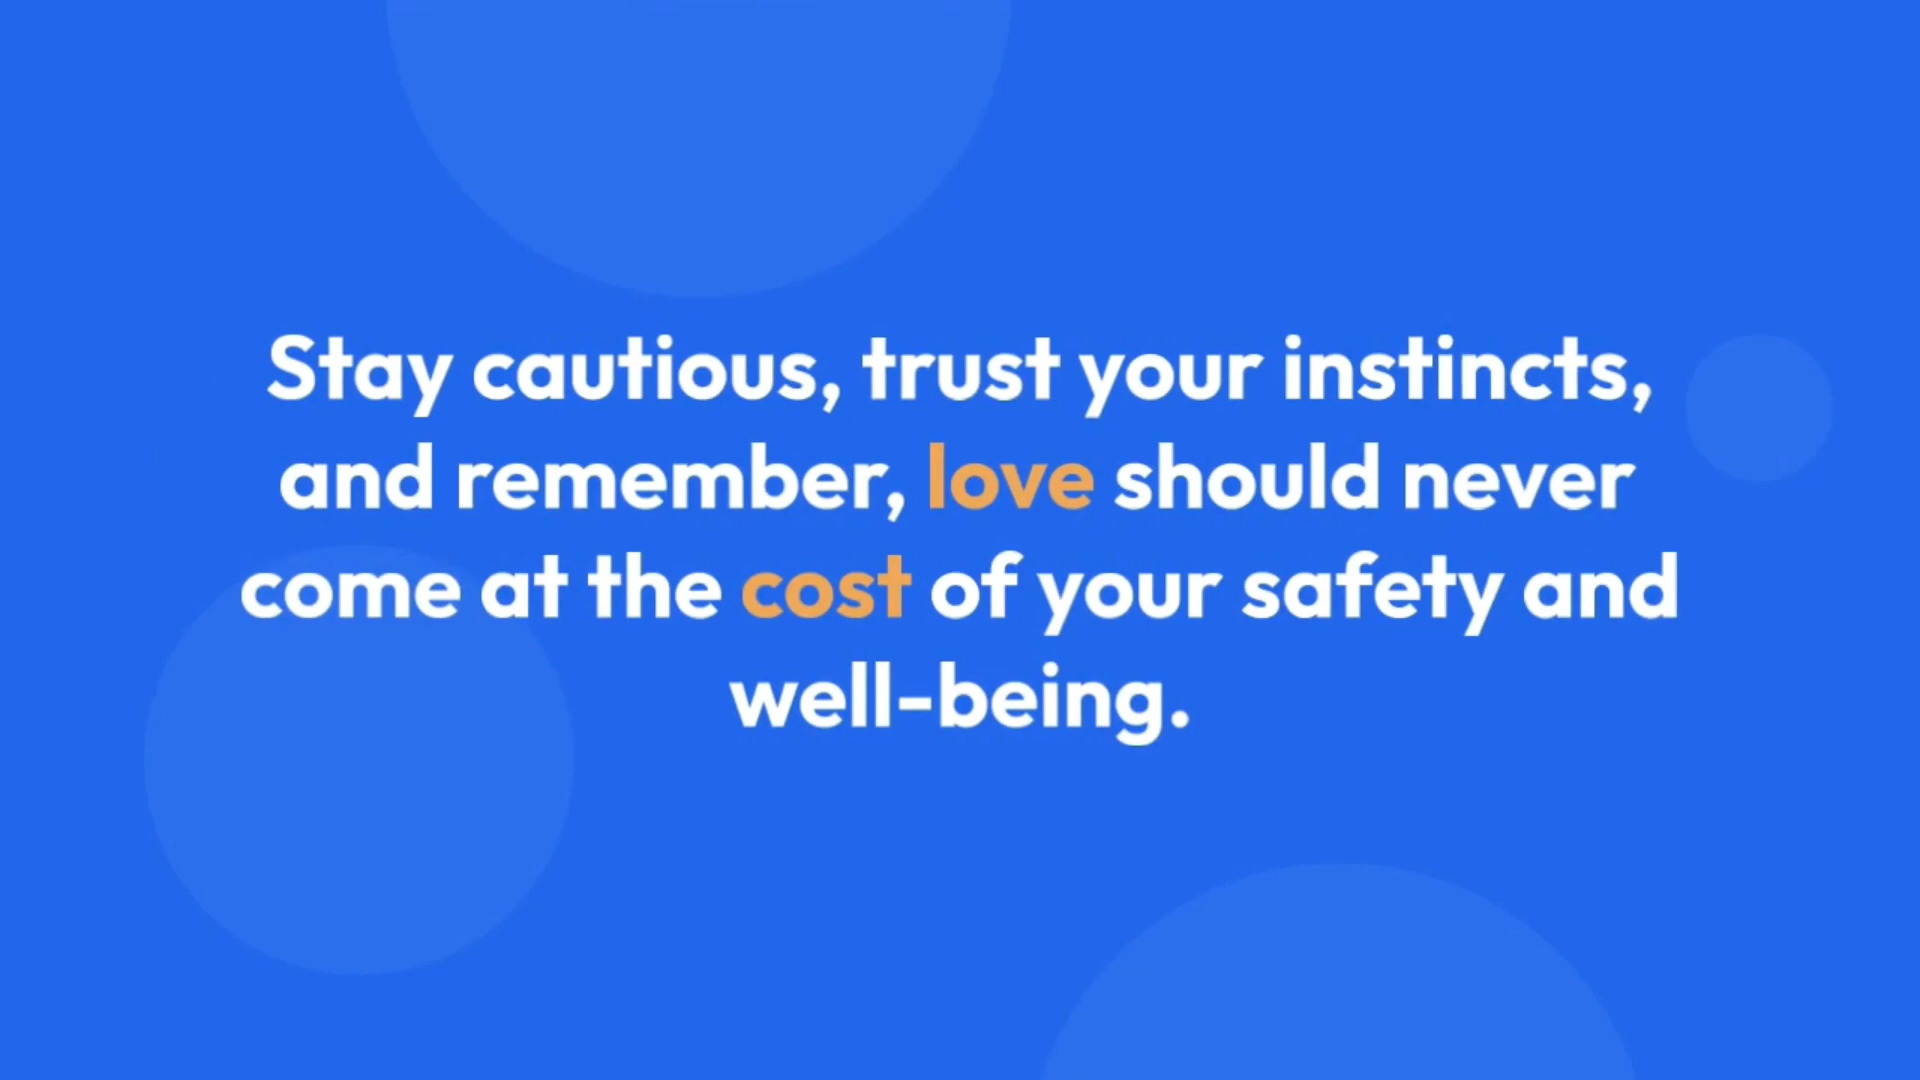 Stay cautious, trust your instincts,
and remember, love should never
come at the cost of your safety and
well-being.